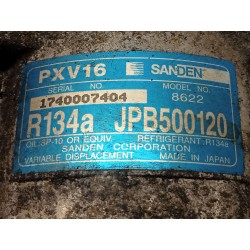 PXV16 SANDEN
SERIAL NO. MODEL NO
1740007404 8622
R134a JPB500120
OIL:SP-10 OR EQUIV. REFRIGERANT:R134a
SANDEN CORPORATION
VARIABLE DISPLACEMENT MADE IN JAPAN